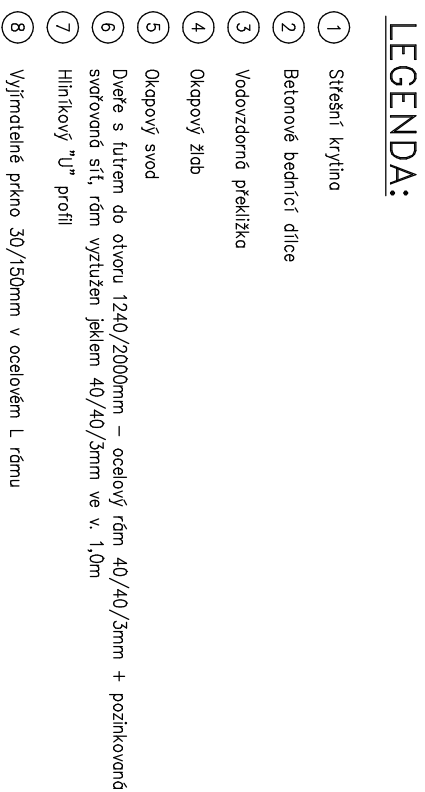 LEGENDA:
1 Střešní krytina
2 Betonové bednící dílce
3 Vodovzdorná překližka
4 Okapový žlab
5 Okapový svod
6 Dveře s futrem do otvoru 1240/2000mm – ocelový rám 40/40/3mm + pozinkovaná
svařovaná síť, rám vyztužen jeklem 40/40/3mm ve v. 1,0m
7 Hliníkový "U" profil
8 Vyjímatelné prkno 30/150mm v ocelovém L rámu